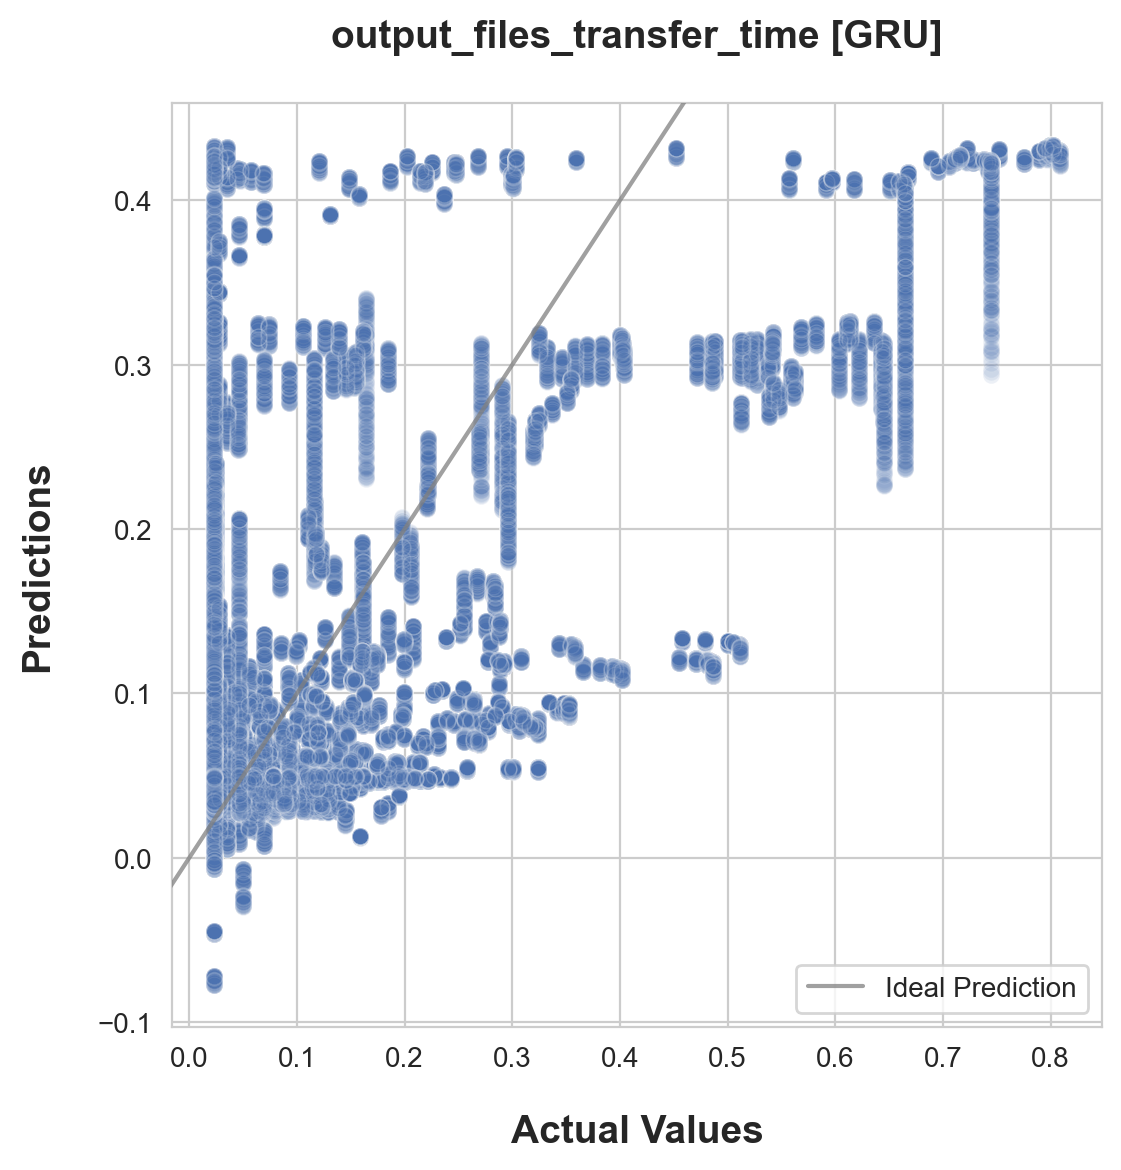 output_files_transfer_time [GRU]
Predictions
0.4
0.3
0.2
0.1
0.0
−0.1
Ideal Prediction
0.0 0.1 0.2 0.3 0.4 0.5 0.6 0.7 0.8
Actual Values